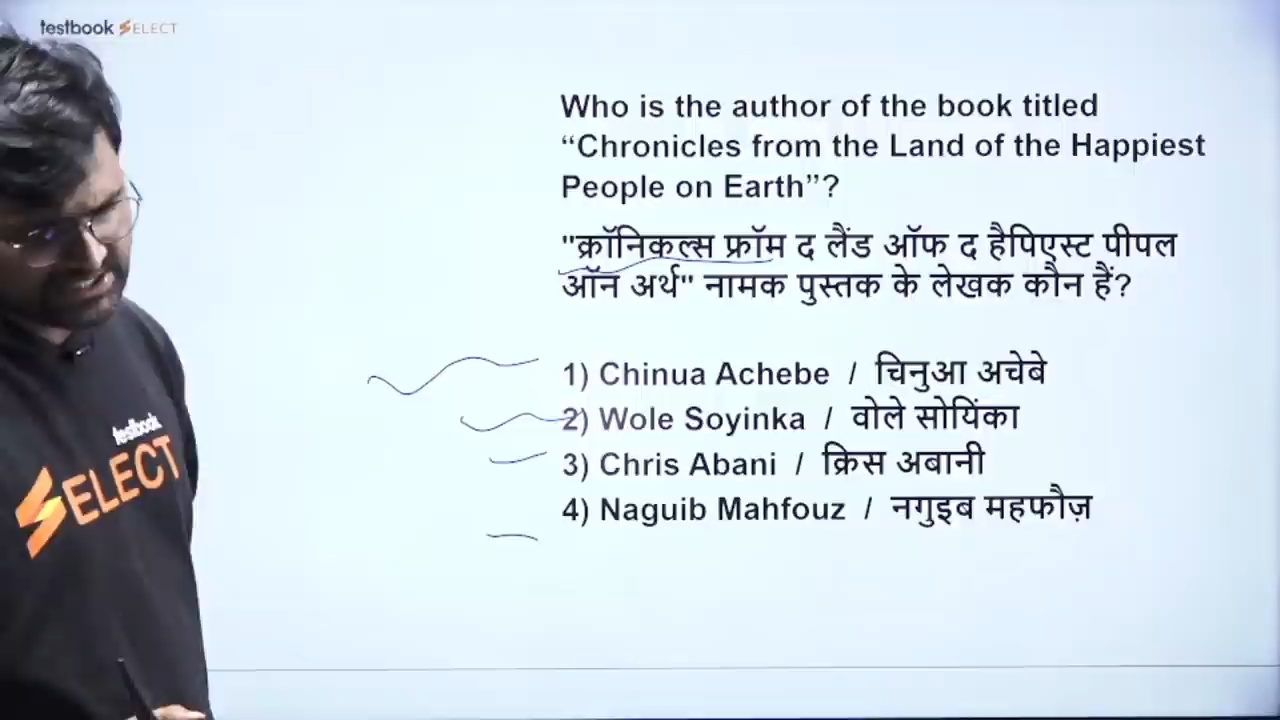 testbook SELECT
Who is the author of the book titled
“Chronicles from the Land of the Happiest
People on Earth”?
"क्रॉनिकल्स फ्रॉम द लैंड ऑफ द हैपिएस्ट पीपल
ऑन अर्थ" नामक पुस्तक के लेखक कौन हैं?
1) Chinua Achebe / चिनुआ अचेबे
2) Wole Soyinka / वोले सोयिंका
3) Chris Abani / क्रिस अबानी
4) Naguib Mahfouz / नगुइब महफौज़
testbook
SELECT